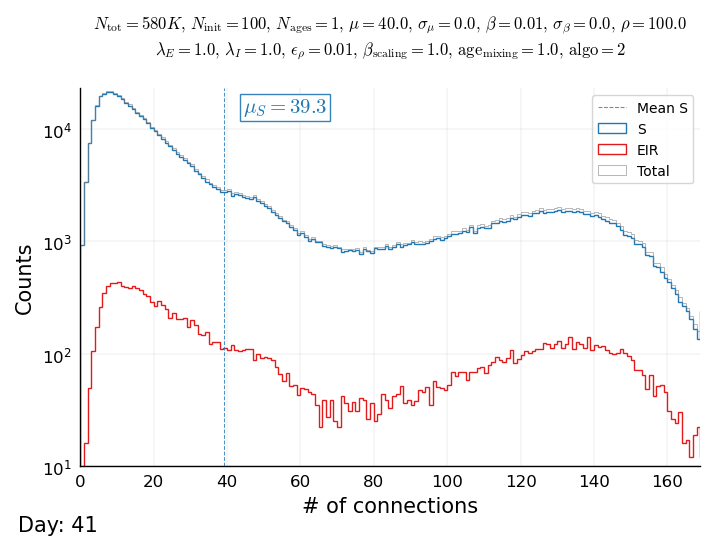 N_tot = 580K, N_init = 100, N_ages = 1, μ = 40.0, σ_μ = 0.0, β = 0.01, σ_β = 0.0, ρ = 100.0
λ_E = 1.0, λ_I = 1.0, ϵ_ρ = 0.01, β_scaling = 1.0, age_mixing = 1.0, algo = 2
μ_S = 39.3
Mean S
S
EIR
Total
Counts
10^4
10^3
10^2
10^1
0 20 40 60 80 100 120 140 160
# of connections
Day: 41